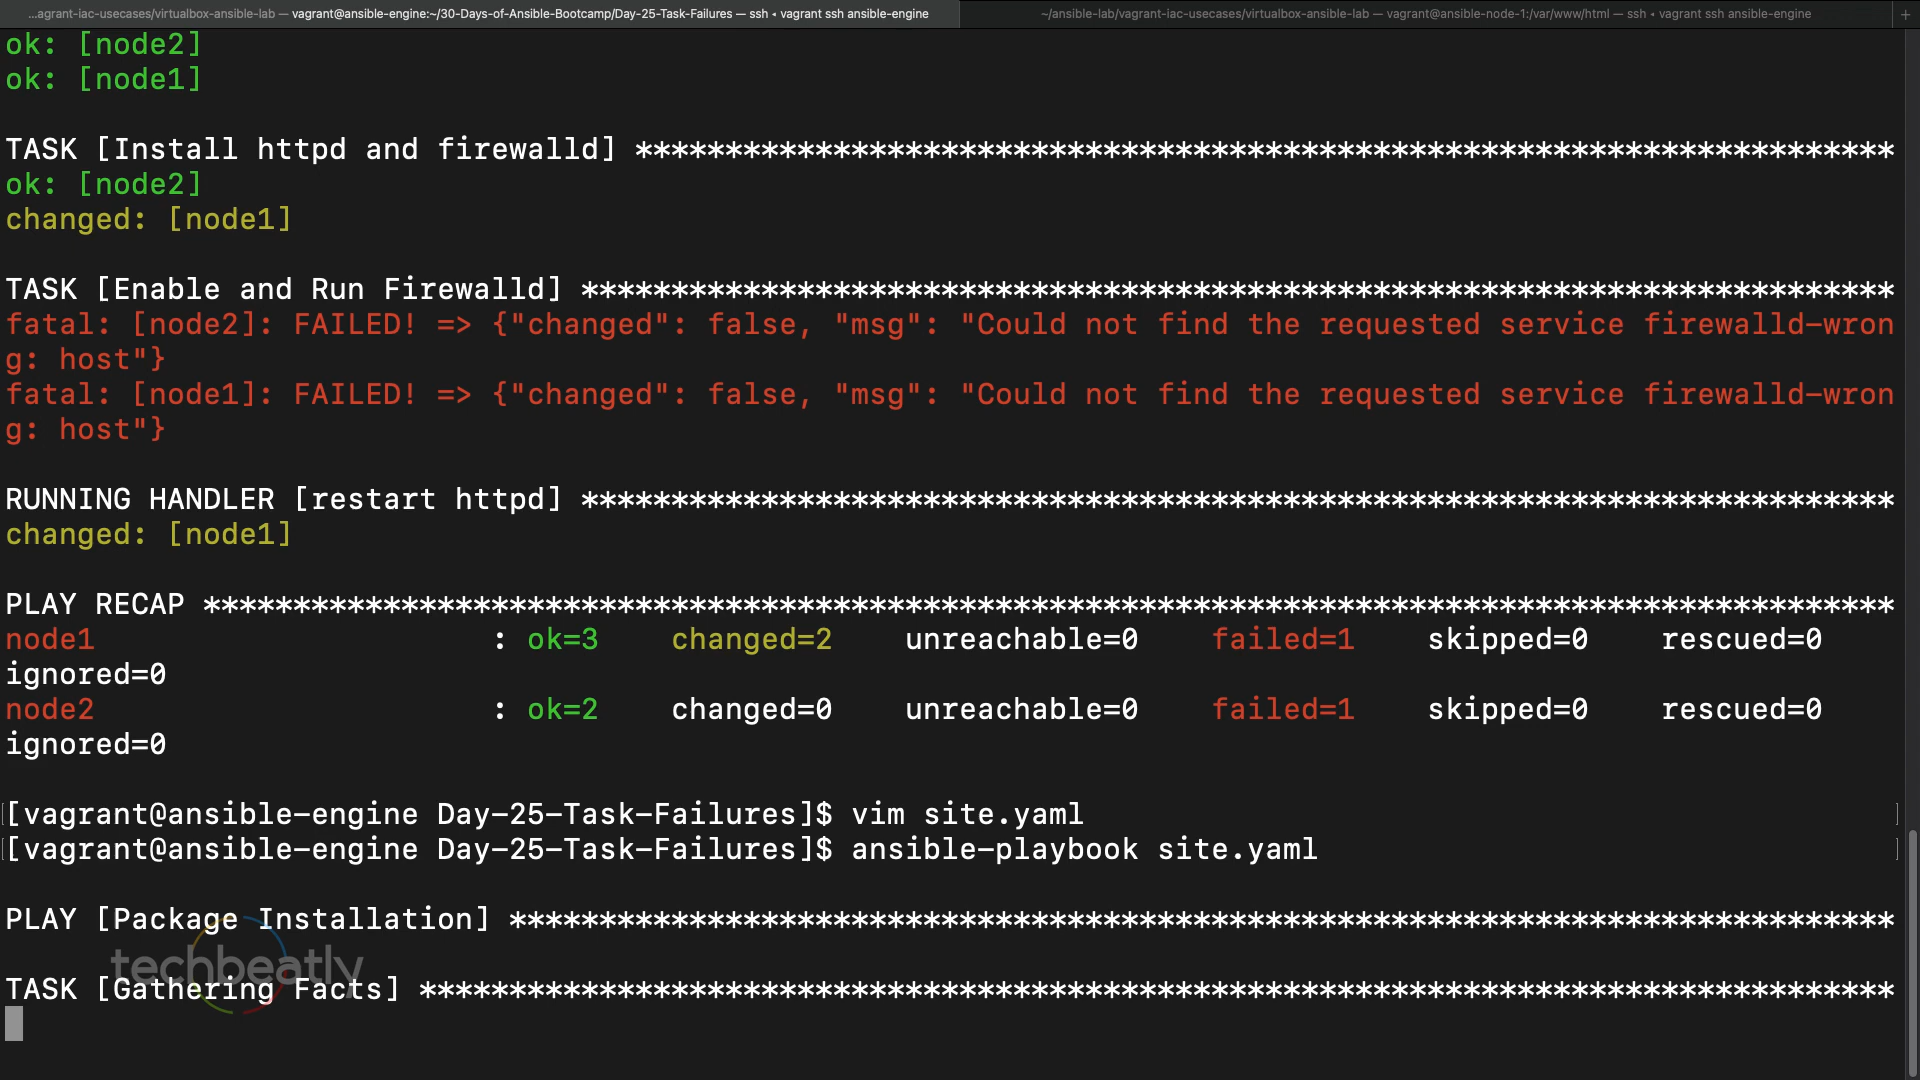 ...agrant-iac-usecases/virtualbox-ansible-lab — vagrant@ansible-engine:~/30-Days-of-Ansible-Bootcamp/Day-25-Task-Failures — ssh ◂ vagrant ssh ansible-engine
~/ansible-lab/vagrant-iac-usecases/virtualbox-ansible-lab — vagrant@ansible-node-1:/var/www/html — ssh ◂ vagrant ssh ansible-engine
ok: [node2]
ok: [node1]
TASK [Install httpd and firewalld] **********************************************************************
ok: [node2]
changed: [node1]
TASK [Enable and Run Firewalld] *************************************************************************
fatal: [node2]: FAILED! => {"changed": false, "msg": "Could not find the requested service firewalld-wron
g: host"}
fatal: [node1]: FAILED! => {"changed": false, "msg": "Could not find the requested service firewalld-wron
g: host"}
RUNNING HANDLER [restart httpd] *************************************************************************
changed: [node1]
PLAY RECAP **********************************************************************************************
node1                      : ok=3    changed=2    unreachable=0    failed=1    skipped=0    rescued=0
ignored=0
node2                      : ok=2    changed=0    unreachable=0    failed=1    skipped=0    rescued=0
ignored=0
[vagrant@ansible-engine Day-25-Task-Failures]$ vim site.yaml
[vagrant@ansible-engine Day-25-Task-Failures]$ ansible-playbook site.yaml
PLAY [Package Installation] *****************************************************************************
techbeatly
TASK [Gathering Facts] **********************************************************************************